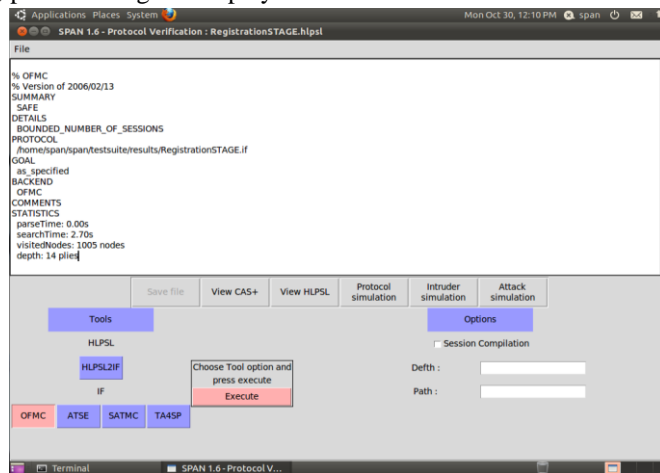 Applications Places System Mon Oct 30, 12:10 PM span
SPAN 1.6 - Protocol Verification : RegistrationSTAGE.hlpsl
File
% OFMC
% Version of 2006/02/13
SUMMARY
SAFE
DETAILS
BOUNDED_NUMBER_OF_SESSIONS
PROTOCOL
/home/span/span/testsuite/results/RegistrationSTAGE.if
GOAL
as_specified
BACKEND
OFMC
COMMENTS
STATISTICS
parseTime: 0.00s
searchTime: 2.70s
visitedNodes: 1005 nodes
depth: 14 plies
Save file View CAS+ View HLPSL Protocol simulation Intruder simulation Attack simulation
Tools Options
HLPSL Session Compilation
HLPSL2IF Choose Tool option and press execute Defth :
IF Execute Path :
OFMC ATSE SATMC TA4SP
Terminal SPAN 1.6 - Protocol V...